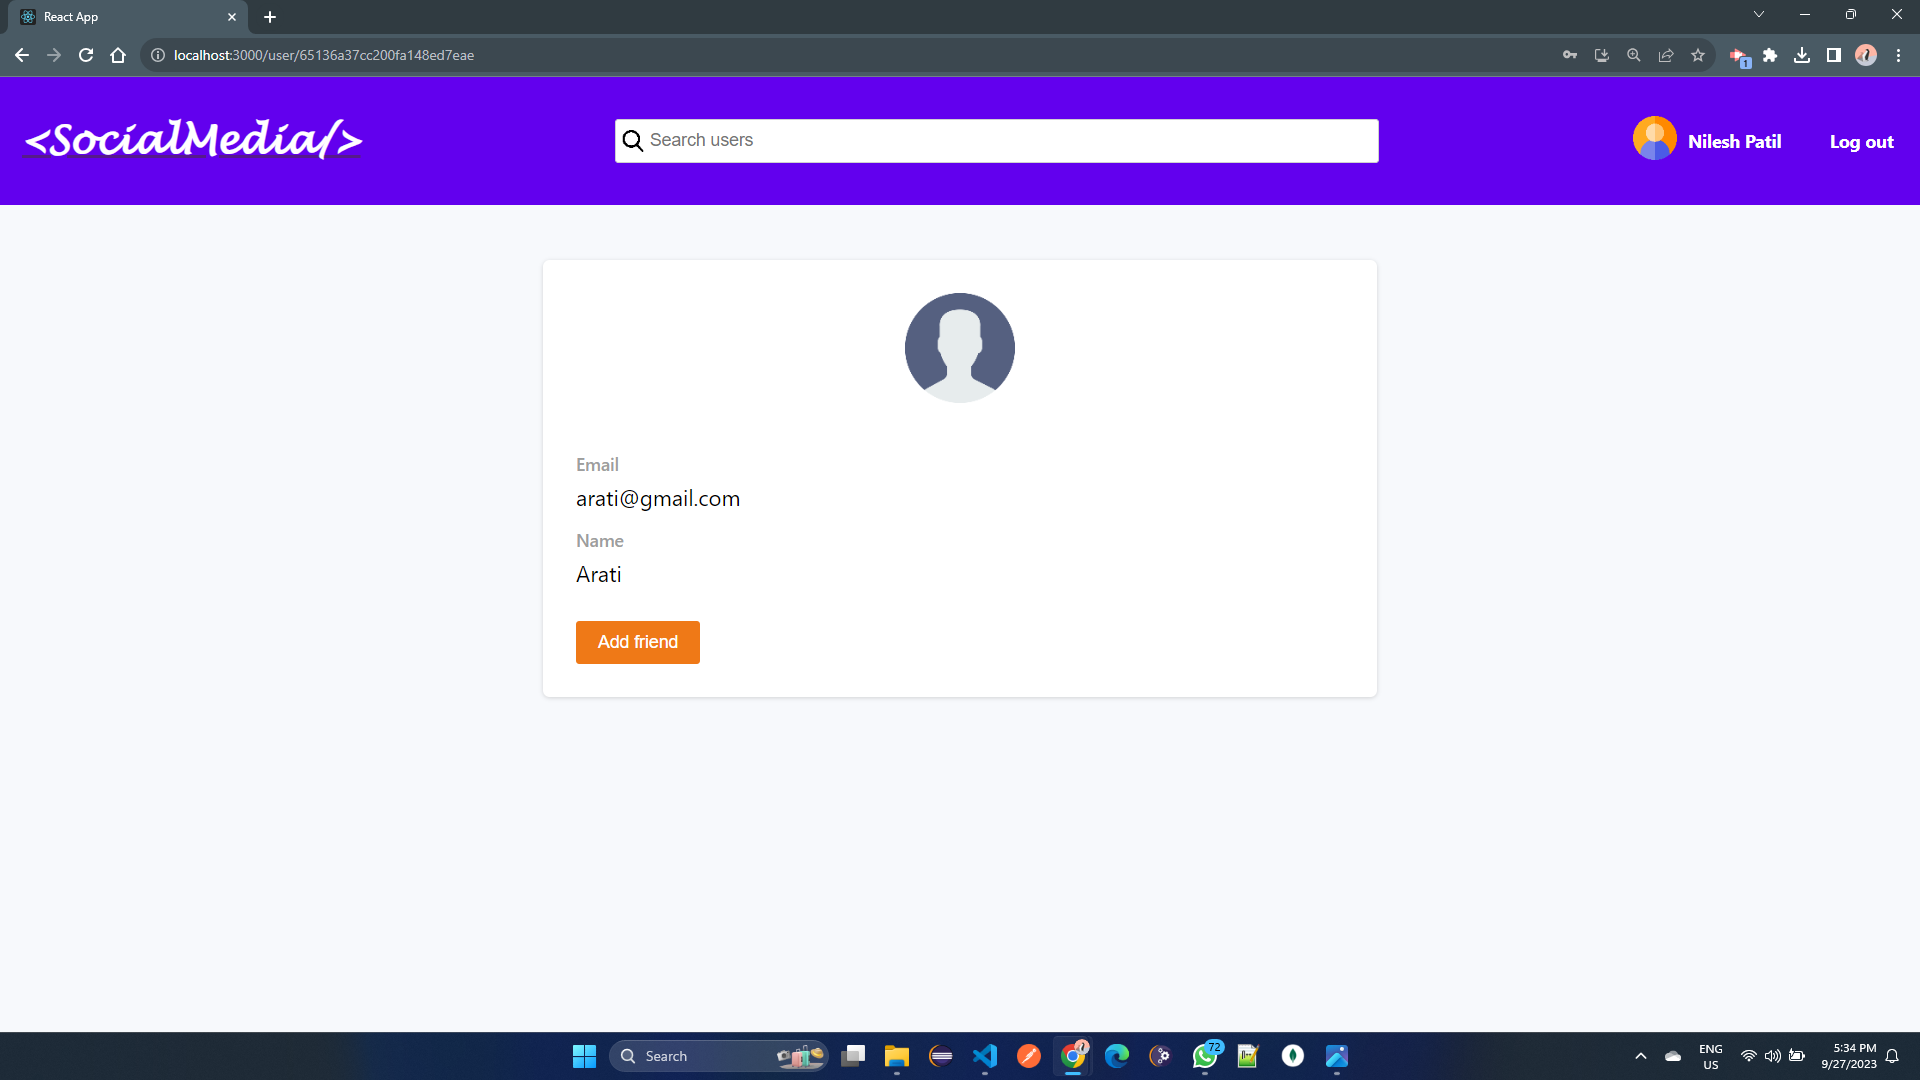 React App
localhost:3000/user/65136a37cc200fa148ed7eae
1
<SocialMedia/>
Search users
Nilesh Patil
Log out
Email
arati@gmail.com
Name
Arati
Add friend
Search
72
ENG
US
5:34 PM
9/27/2023